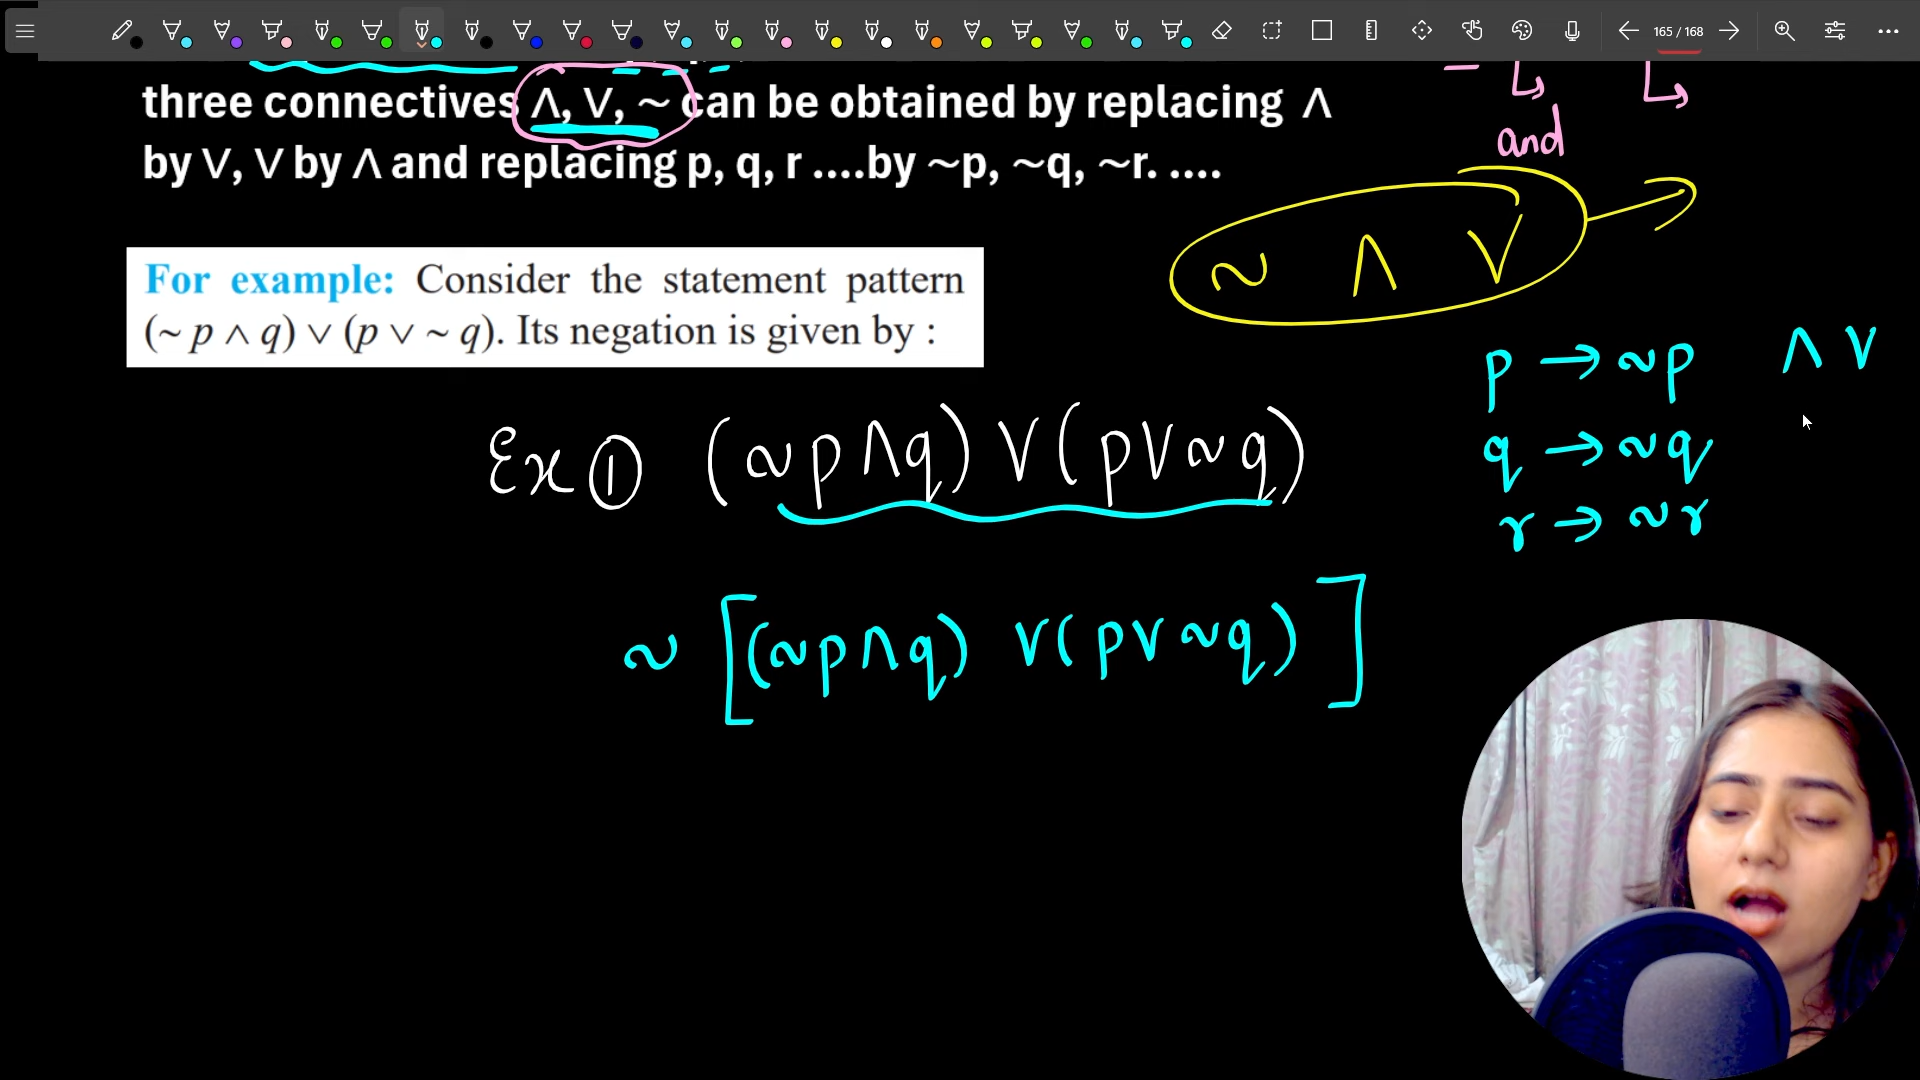 165 / 168
three connectives ∧, ∨, ~ can be obtained by replacing ∧
by ∨, ∨ by ∧ and replacing p, q, r ....by ~p, ~q, ~r. ....
and
~ ∧ ∨
For example: Consider the statement pattern
(~ p ∧ q) ∨ (p ∨ ~ q). Its negation is given by :
p → ~p ∧ ∨
q → ~q
r → ~r
Ex ① (~p∧q) ∨ (p∨~q)
~ [(~p∧q) ∨ (p∨~q)]